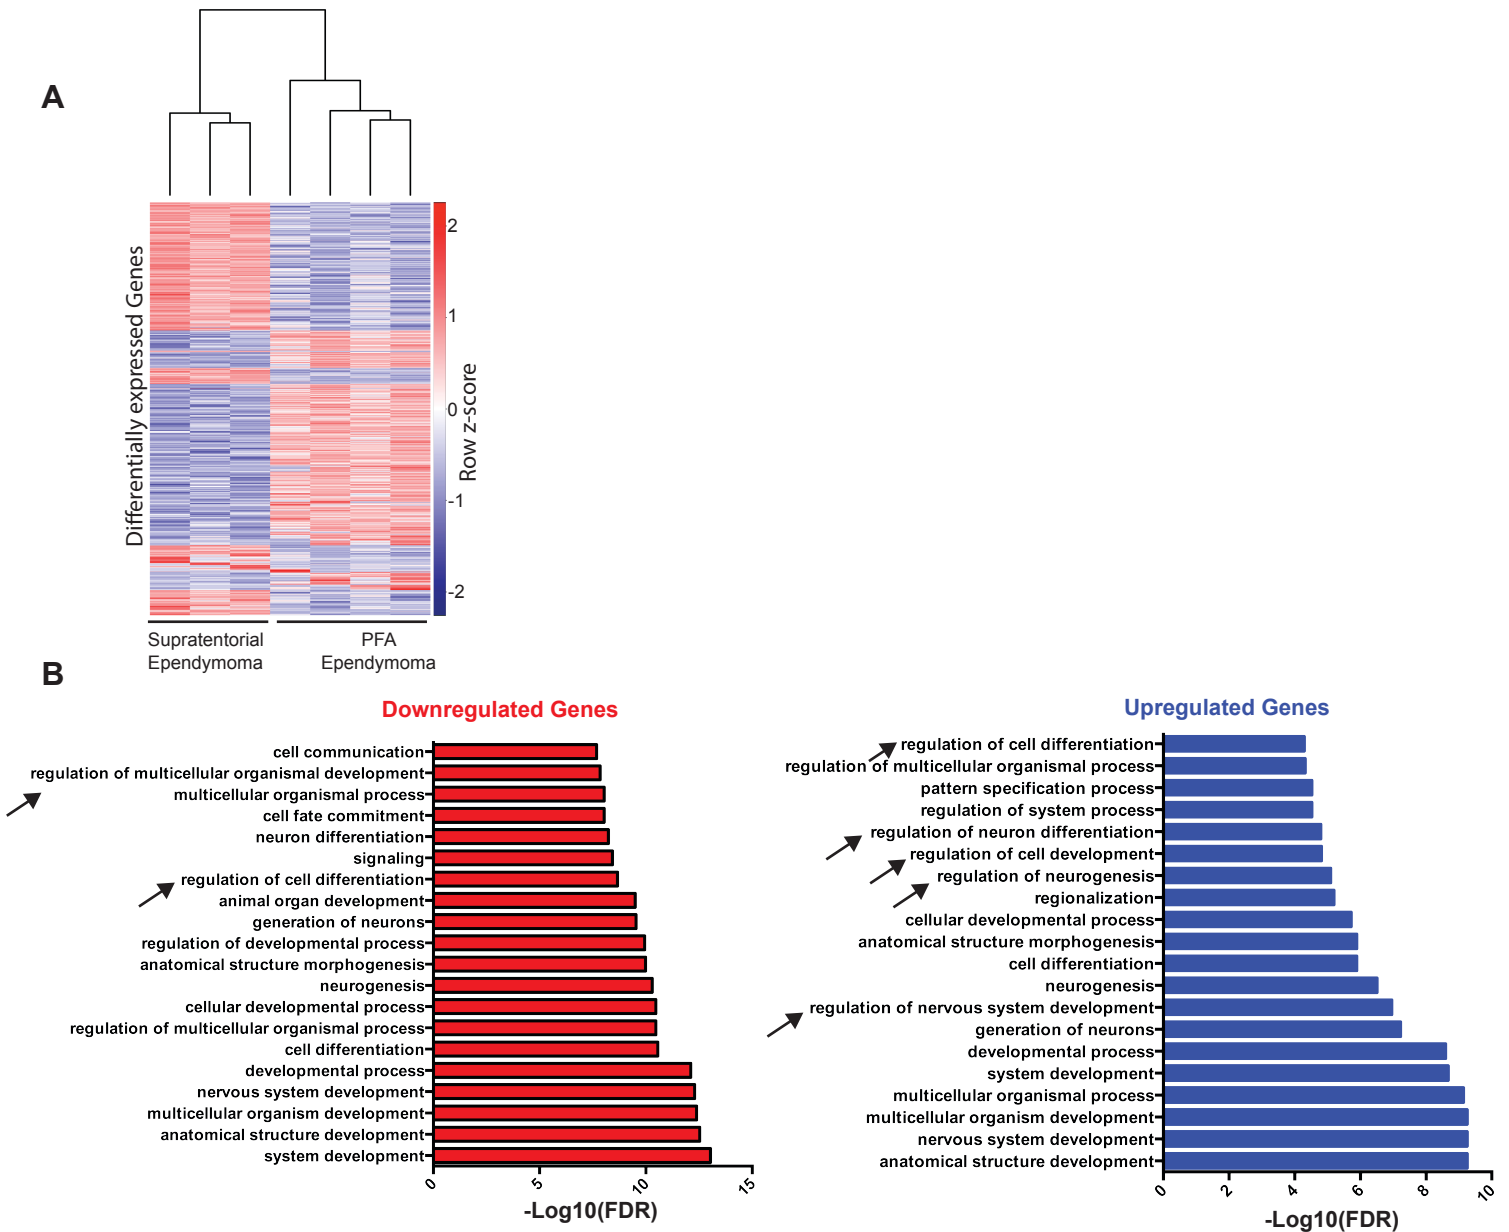 A
Differentially expressed Genes
2
1
0
-1
-2
Row z-score
Supratentorial
Ependymoma
PFA
Ependymoma
B
Downregulated Genes
cell communication
regulation of multicellular organismal development
multicellular organismal process
cell fate commitment
neuron differentiation
signaling
regulation of cell differentiation
animal organ development
generation of neurons
regulation of developmental process
anatomical structure morphogenesis
neurogenesis
cellular developmental process
regulation of multicellular organismal process
cell differentiation
developmental process
nervous system development
multicellular organism development
anatomical structure development
system development
0
5
10
15
-Log10(FDR)
Upregulated Genes
regulation of cell differentiation
regulation of multicellular organismal process
pattern specification process
regulation of system process
regulation of neuron differentiation
regulation of cell development
regulation of neurogenesis
regionalization
cellular developmental process
anatomical structure morphogenesis
cell differentiation
neurogenesis
regulation of nervous system development
generation of neurons
developmental process
system development
multicellular organismal process
multicellular organism development
nervous system development
anatomical structure development
0
2
4
6
8
10
-Log10(FDR)